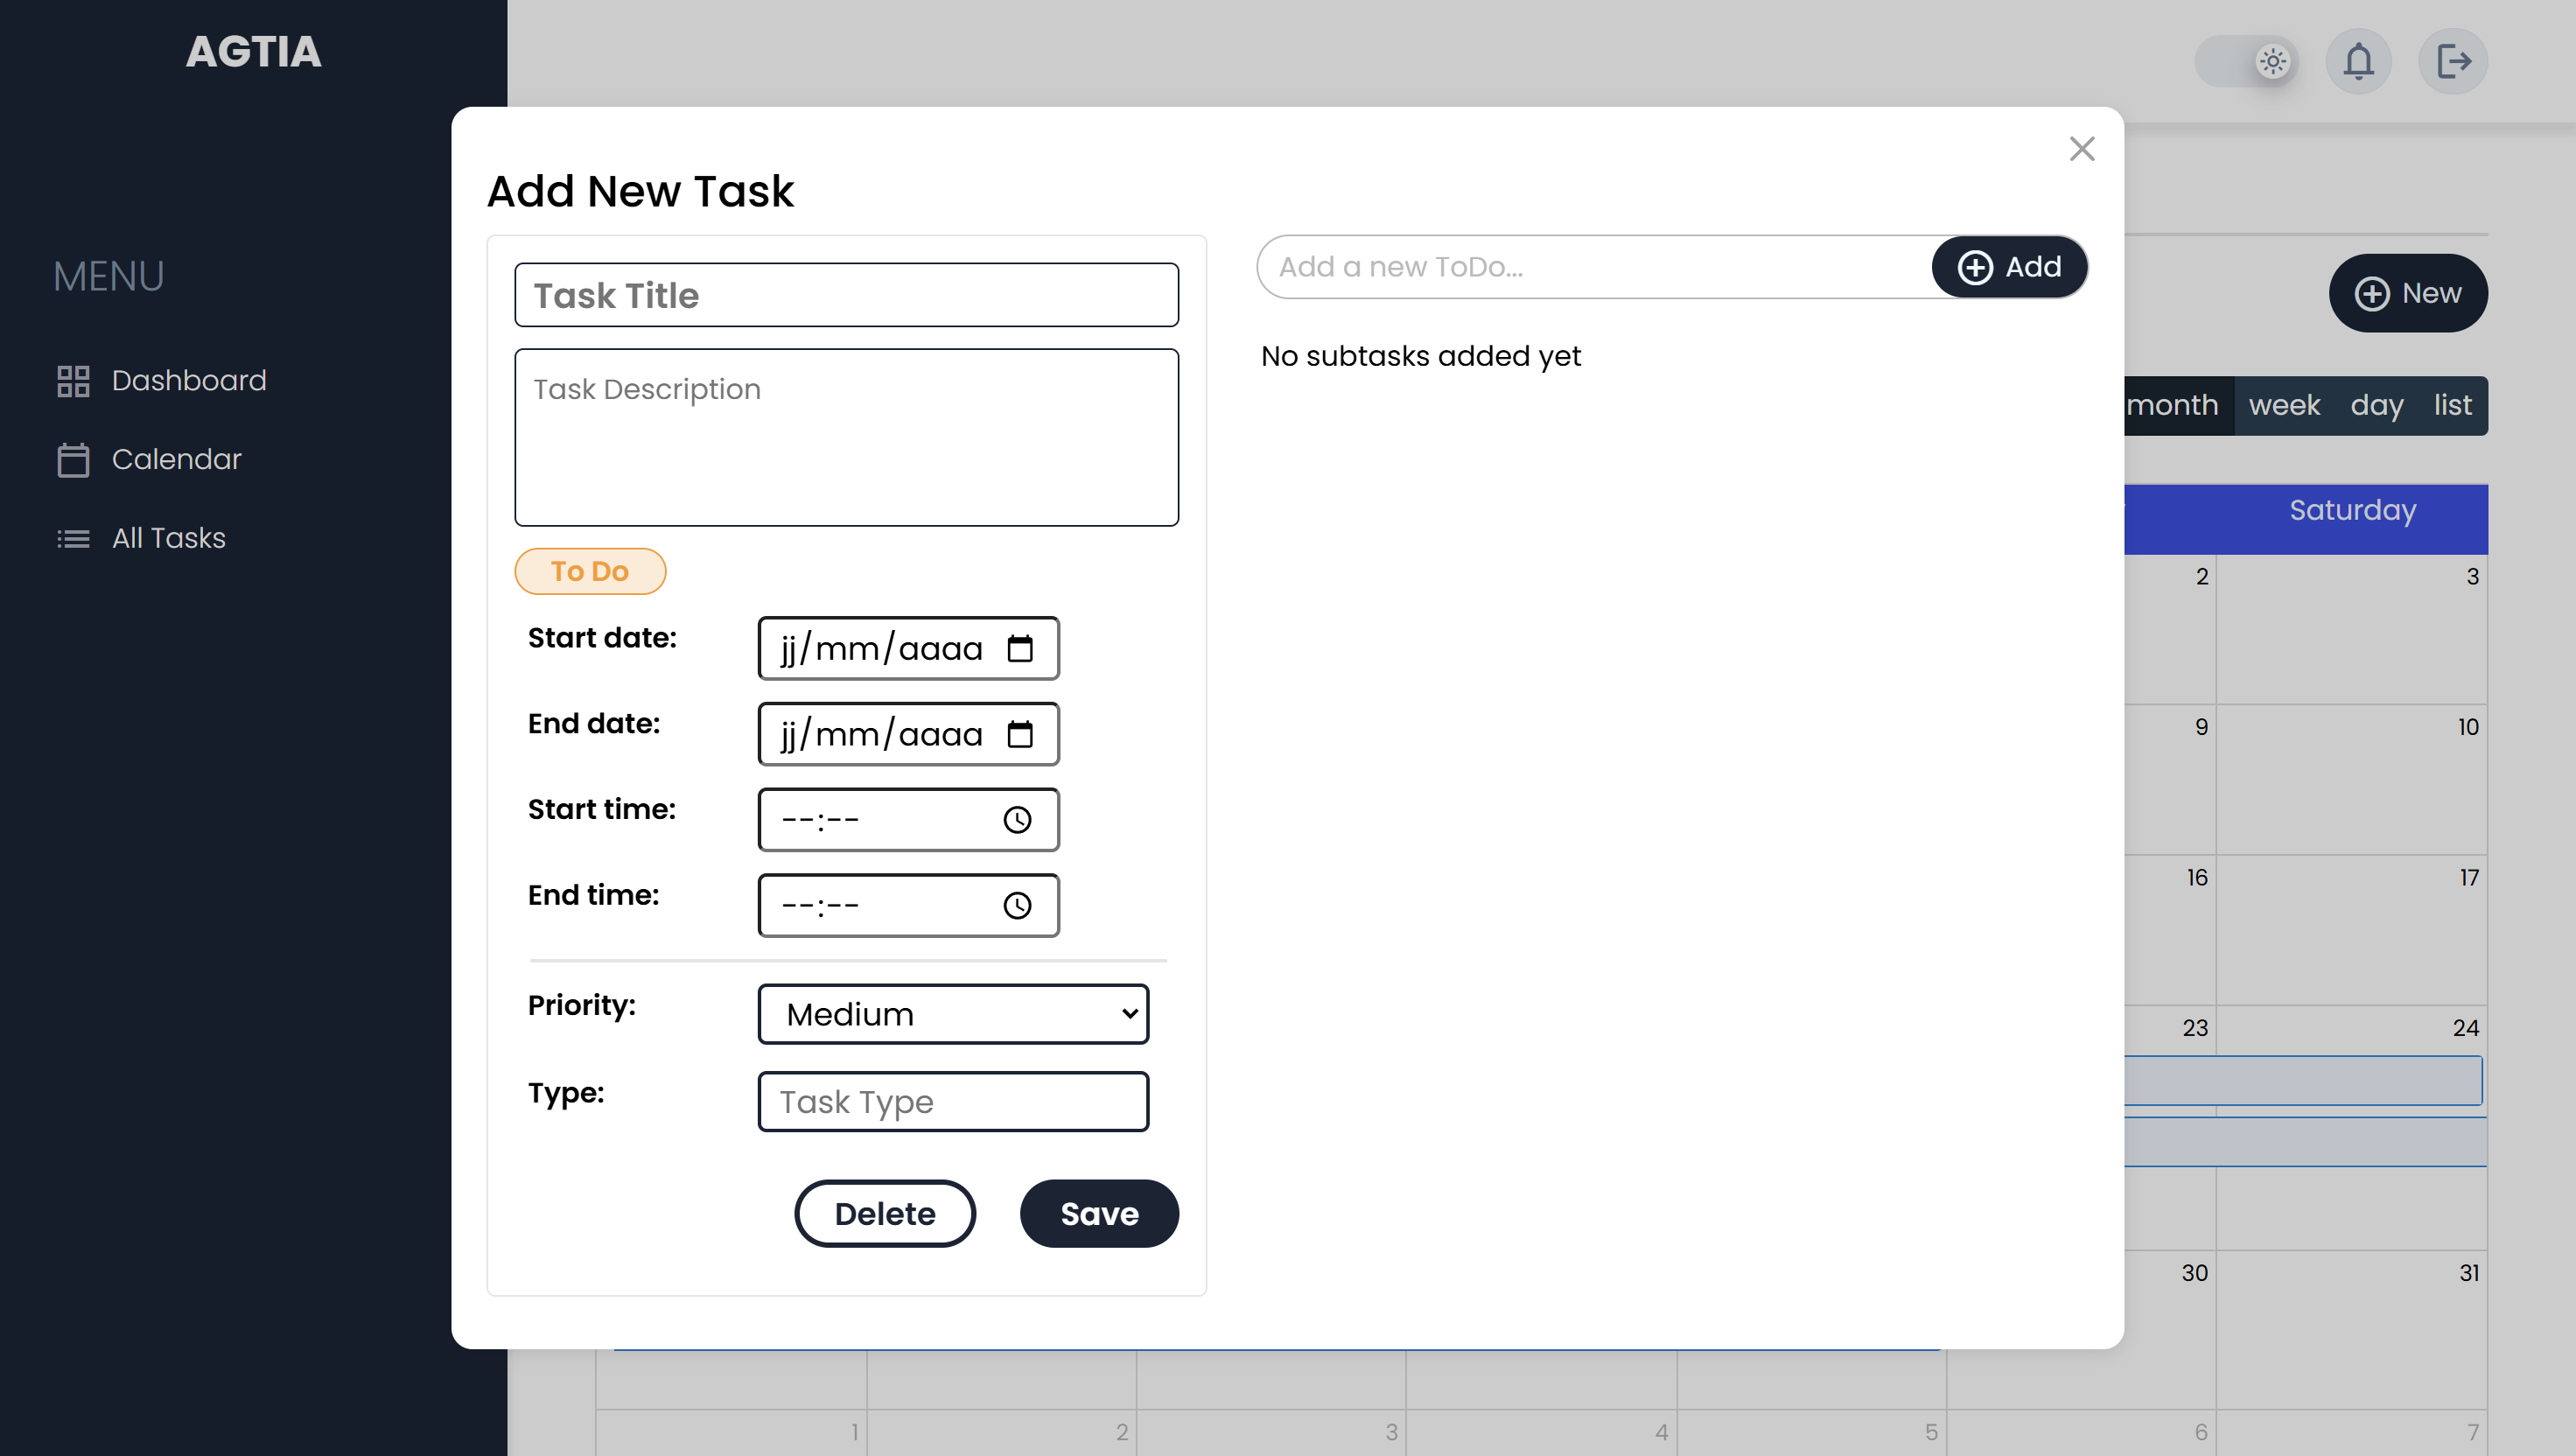 AGTIA
MENU
Dashboard
Calendar
All Tasks
Add New Task
Task Title
Task Description
To Do
Start date:
jj/mm/aaaa
End date:
jj/mm/aaaa
Start time:
--:--
End time:
--:--
Priority:
Medium
Type:
Task Type
Delete
Save
Add a new ToDo...
Add
No subtasks added yet
New
month week day list
Saturday
2 3
9 10
16 17
23 24
30 31
1 2 3 4 5 6 7